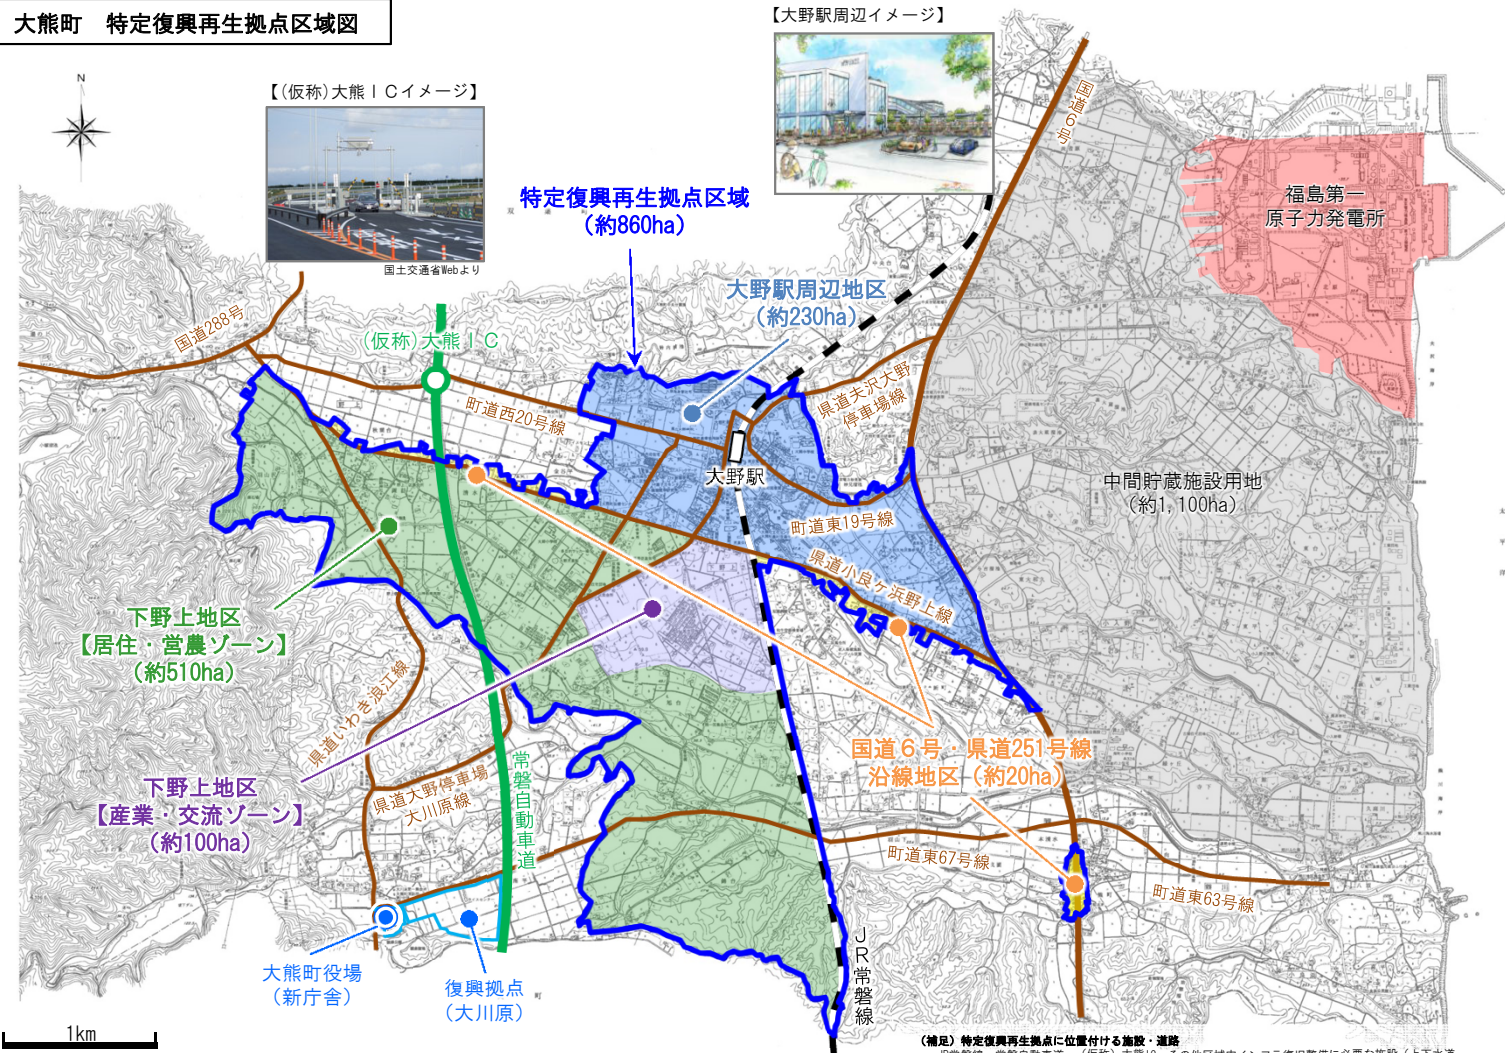 大熊町　特定復興再生拠点区域図
【大野駅周辺イメージ】
【(仮称)大熊ＩＣイメージ】
N
国土交通省Webより
国道6号
特定復興再生拠点区域
(約860ha)
福島第一
原子力発電所
大野駅周辺地区
(約230ha)
国道288号
(仮称)大熊ＩＣ
町道西20号線
県道夫沢大野
停車場線
大野駅
中間貯蔵施設用地
(約1,100ha)
町道東19号線
県道小良ヶ浜野上線
下野上地区
【居住・営農ゾーン】
(約510ha)
県道いわき浪江線
下野上地区
【産業・交流ゾーン】
(約100ha)
県道大野停車場
大川原線
常磐自動車道
国道６号・県道251号線
沿線地区（約20ha)
町道東67号線
町道東63号線
大熊町役場
（新庁舎）
復興拠点
（大川原）
ＪＲ常磐線
1km
（補足）特定復興再生拠点に位置付ける施設・道路